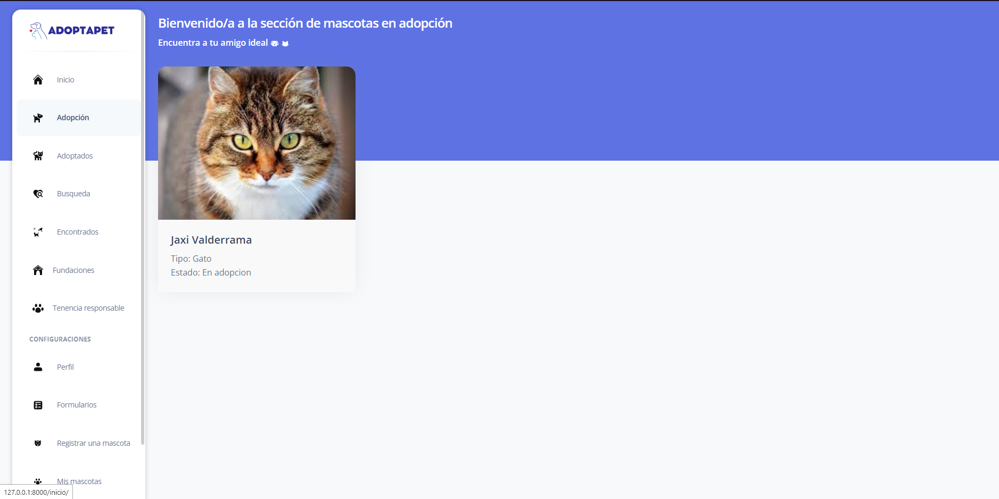 ADOPTAPET
Inicio
Adopción
Adoptados
Busqueda
Encontrados
Fundaciones
Tenencia responsable
CONFIGURACIONES
Perfil
Formularios
Registrar una mascota
Mis mascotas
127.0.0.1:8000/inicio/
Bienvenido/a a la sección de mascotas en adopción
Encuentra a tu amigo ideal
Jaxi Valderrama
Tipo: Gato
Estado: En adopcion